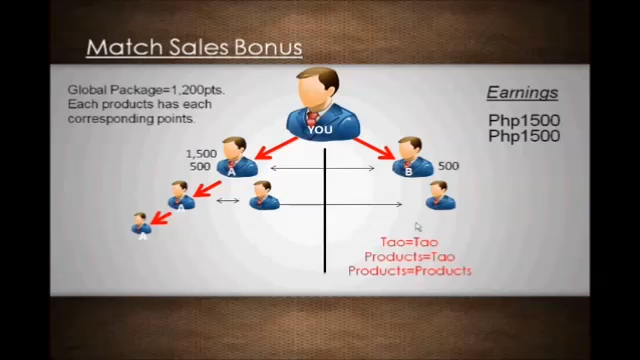 Match Sales Bonus
Global Package=1,200pts.
Each products has each
corresponding points.
Earnings
Php1500
Php1500
YOU
1,500
500
A
B
500
A
A
Tao=Tao
Products=Tao
Products=Products